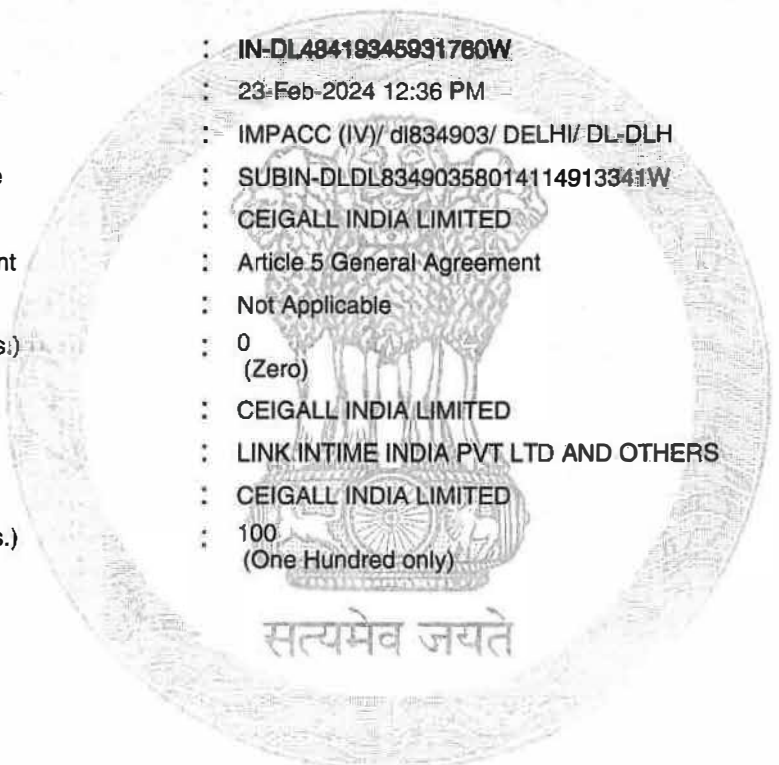 : IN-DL48419345931760W
: 23-Feb-2024 12:36 PM
: IMPACC (IV)/ dl834903/ DELHI/ DL-DLH
e : SUBIN-DLDL83490358014114913341W
: CEIGALL INDIA LIMITED
nt : Article 5 General Agreement
: Not Applicable
s.) : 0
(Zero)
: CEIGALL INDIA LIMITED
: LINK INTIME INDIA PVT LTD AND OTHERS
: CEIGALL INDIA LIMITED
s.) : 100
(One Hundred only)
सत्यमेव जयते